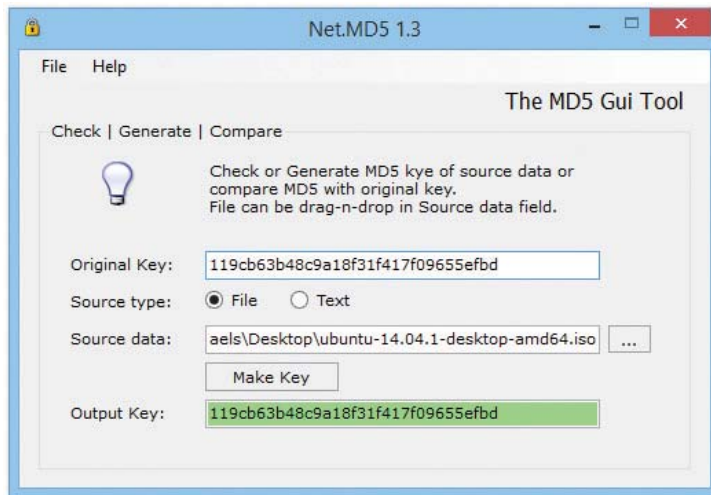 Net.MD5 1.3
File Help
The MD5 Gui Tool
Check | Generate | Compare
Check or Generate MD5 kye of source data or
compare MD5 with original key.
File can be drag-n-drop in Source data field.
Original Key: 119cb63b48c9a18f31f417f09655efbd
Source type: File Text
Source data: aels\Desktop\ubuntu-14.04.1-desktop-amd64.iso ...
Make Key
Output Key: 119cb63b48c9a18f31f417f09655efbd